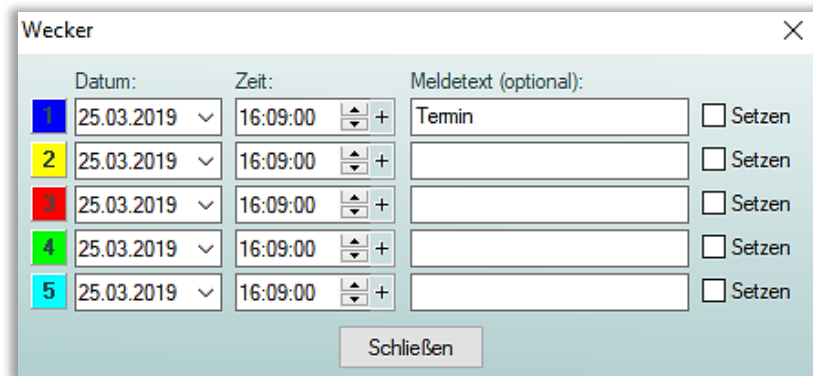 Wecker
Datum: Zeit: Meldetext (optional):
1 25.03.2019 16:09:00 + Termin Setzen
2 25.03.2019 16:09:00 + Setzen
3 25.03.2019 16:09:00 + Setzen
4 25.03.2019 16:09:00 + Setzen
5 25.03.2019 16:09:00 + Setzen
Schließen